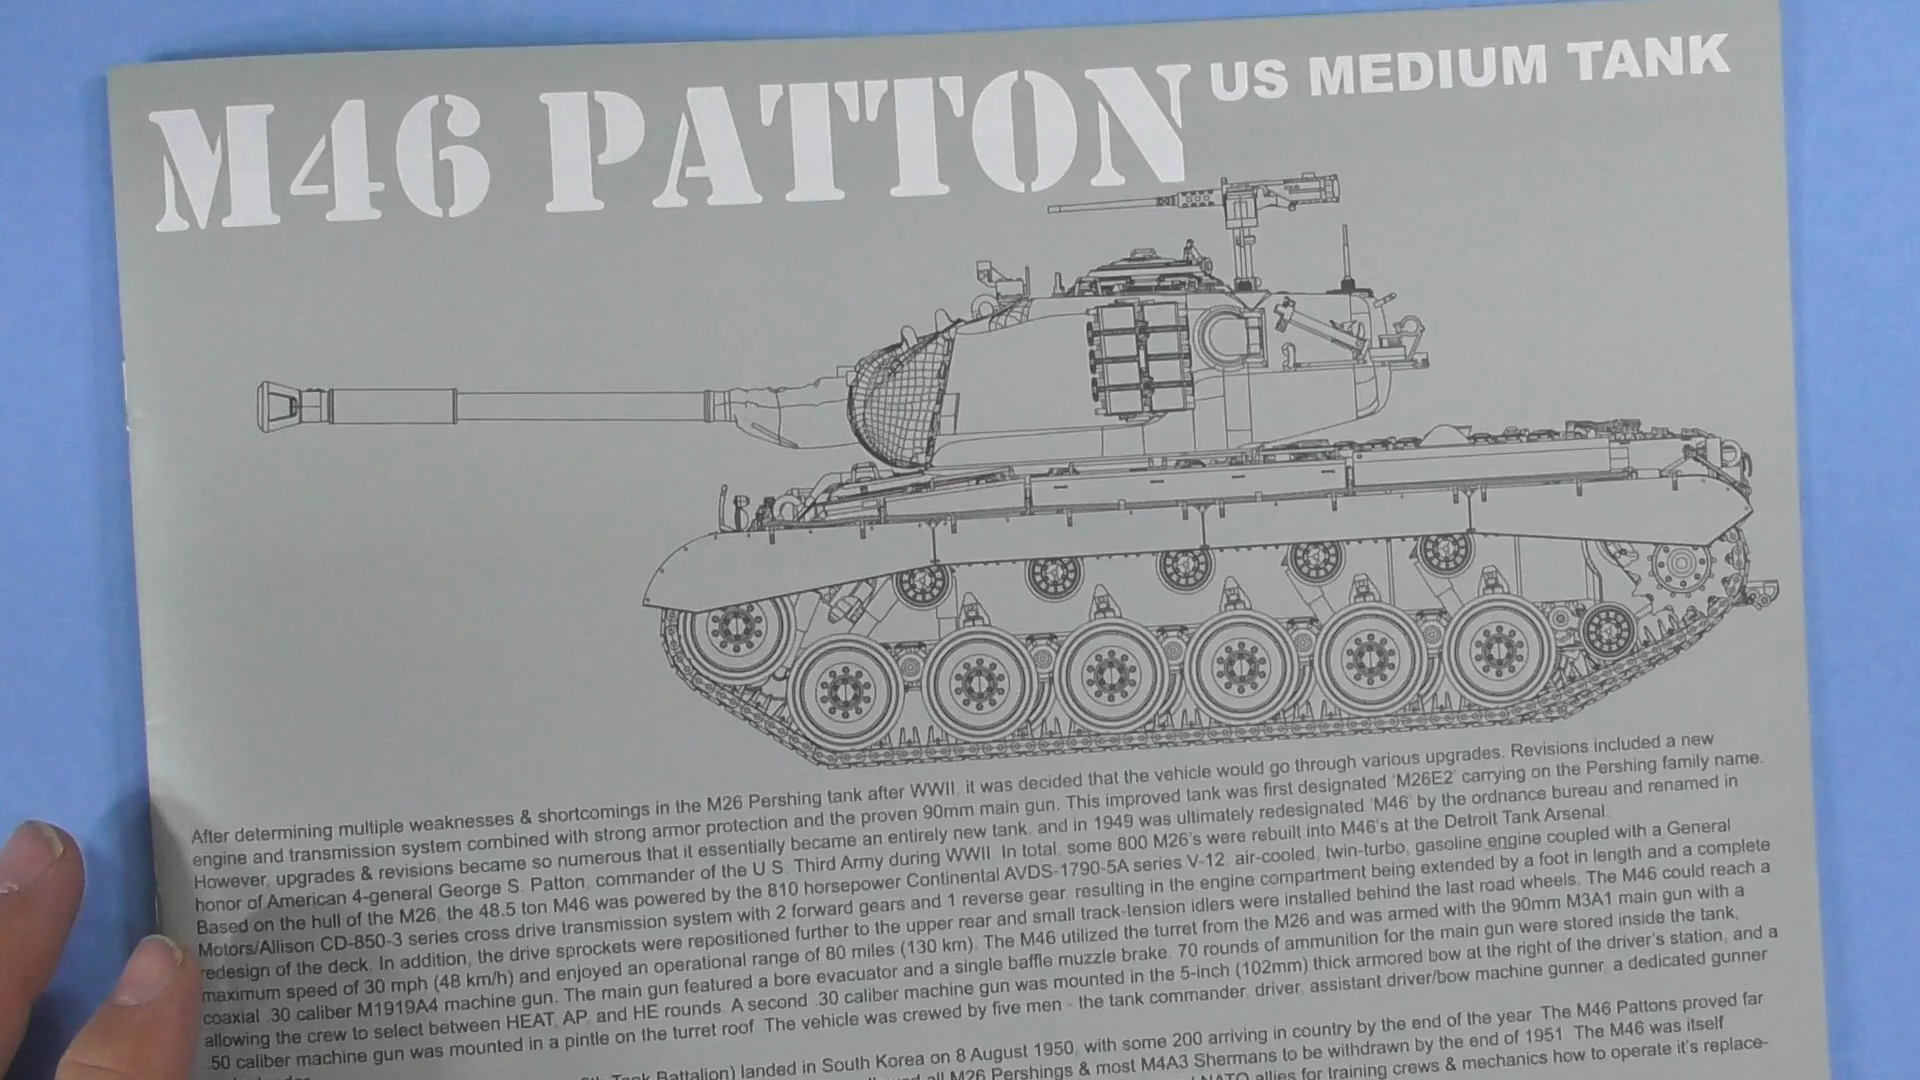 M46 PATTON US MEDIUM TANK
After determining multiple weaknesses & shortcomings in the M26 Pershing tank after WWII, it was decided that the vehicle would go through various upgrades. Revisions included a new
engine and transmission system combined with strong armor protection and the proven 90mm main gun. This improved tank was first designated 'M26E2' carrying on the Pershing family name.
However, upgrades & revisions became so numerous that it essentially became an entirely new tank, and in 1949 was ultimately redesignated 'M46' by the ordnance bureau and renamed in
honor of American 4-general George S. Patton, commander of the U.S. Third Army during WWII. In total, some 800 M26's were rebuilt into M46's at the Detroit Tank Arsenal.
Based on the hull of the M26, the 48.5 ton M46 was powered by the 810 horsepower Continental AVDS-1790-5A series V-12, air-cooled, twin-turbo, gasoline engine coupled with a General
Motors/Allison CD-850-3 series cross drive transmission system with 2 forward gears and 1 reverse gear, resulting in the engine compartment being extended by a foot in length and a complete
redesign of the deck. In addition, the drive sprockets were repositioned further to the upper rear and small track-tension idlers were installed behind the last road wheels. The M46 could reach a
maximum speed of 30 mph (48 km/h) and enjoyed an operational range of 80 miles (130 km). The M46 utilized the turret from the M26 and was armed with the 90mm M3A1 main gun with a
coaxial .30 caliber M1919A4 machine gun. The main gun featured a bore evacuator and a single baffle muzzle brake. 70 rounds of ammunition for the main gun were stored inside the tank,
allowing the crew to select between HEAT, AP, and HE rounds. A second .30 caliber machine gun was mounted in the 5-inch (102mm) thick armored bow at the right of the driver's station, and a
.50 caliber machine gun was mounted in a pintle on the turret roof. The vehicle was crewed by five men - the tank commander, driver, assistant driver/bow machine gunner, a dedicated gunner
Tank Battalion) landed in South Korea on 8 August 1950, with some 200 arriving in country by the end of the year. The M46 Pattons proved far
all M26 Pershings & most M4A3 Shermans to be withdrawn by the end of 1951. The M46 was itself
NATO allies for training crews & mechanics how to operate it's replace-